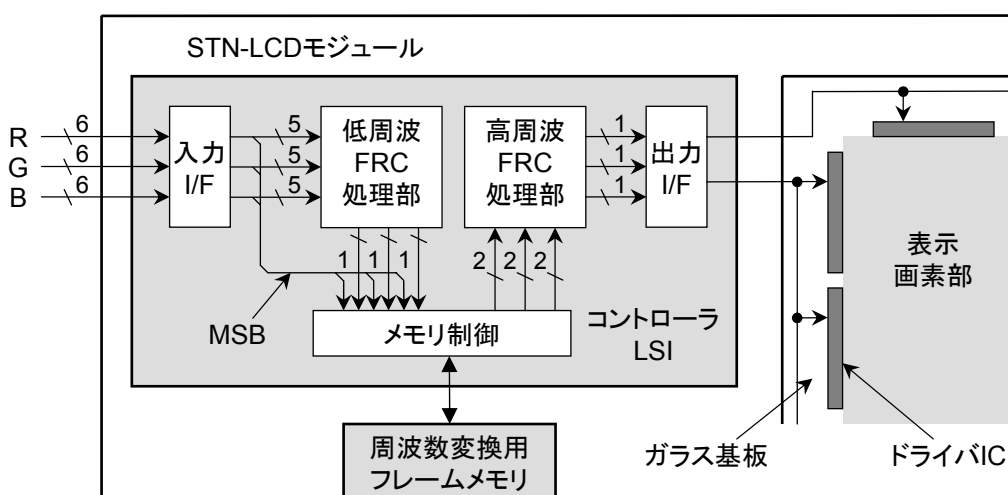 STN-LCDモジュール
R
G
B
6
6
6
入力
I/F
5
5
5
低周波
FRC
処理部
高周波
FRC
処理部
1
1
1
出力
I/F
表示
画素部
1
1
1
2
2
2
MSB
メモリ制御
コントローラ
LSI
周波数変換用
フレームメモリ
ガラス基板
ドライバIC